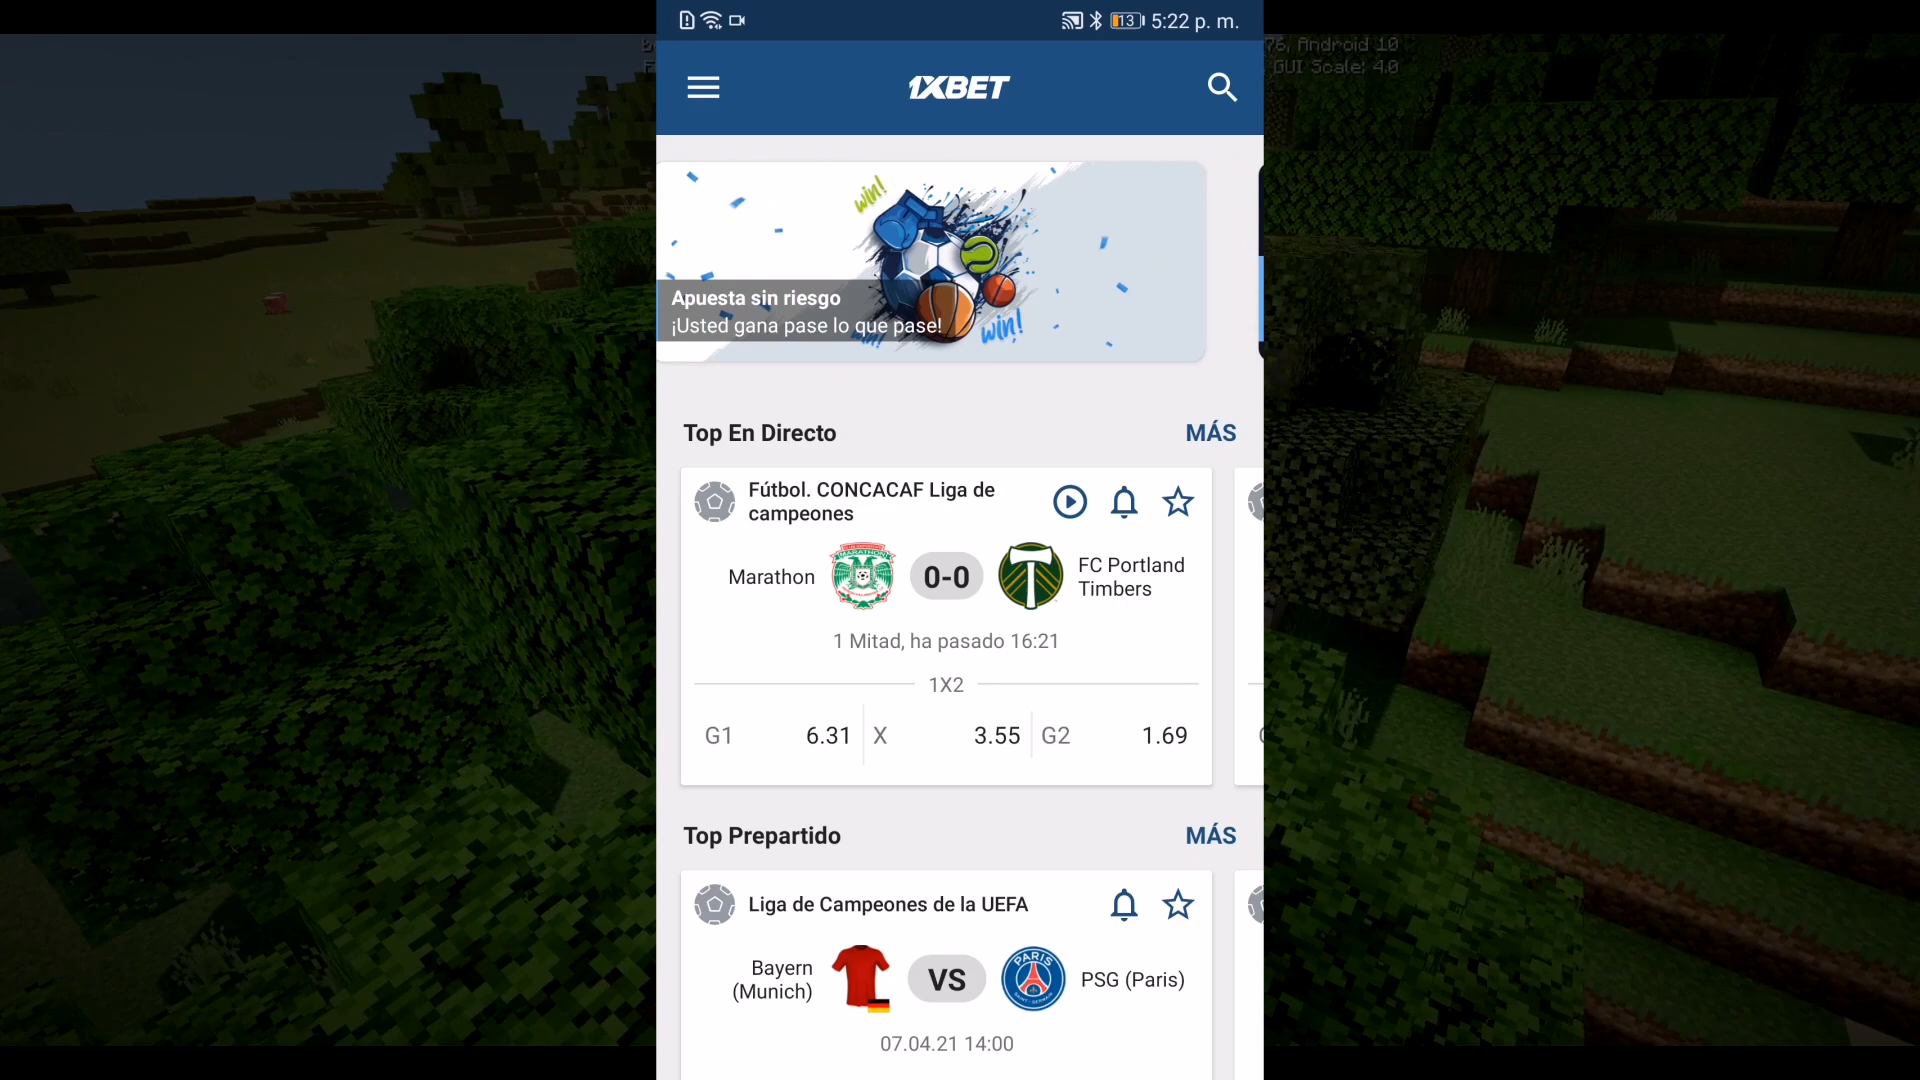 13 5:22 p. m.
76, Android 10
GUI Scale: 4.0
1XBET
win!
Apuesta sin riesgo
¡Usted gana pase lo que pase!
win!
Top En Directo MÁS
Fútbol. CONCACAF Liga de
campeones
Marathon 0-0 FC Portland
Timbers
1 Mitad, ha pasado 16:21
1X2
G1 6.31 X 3.55 G2 1.69
Top Prepartido MÁS
Liga de Campeones de la UEFA
Bayern
(Munich) VS PSG (Paris)
PARIS
07.04.21 14:00